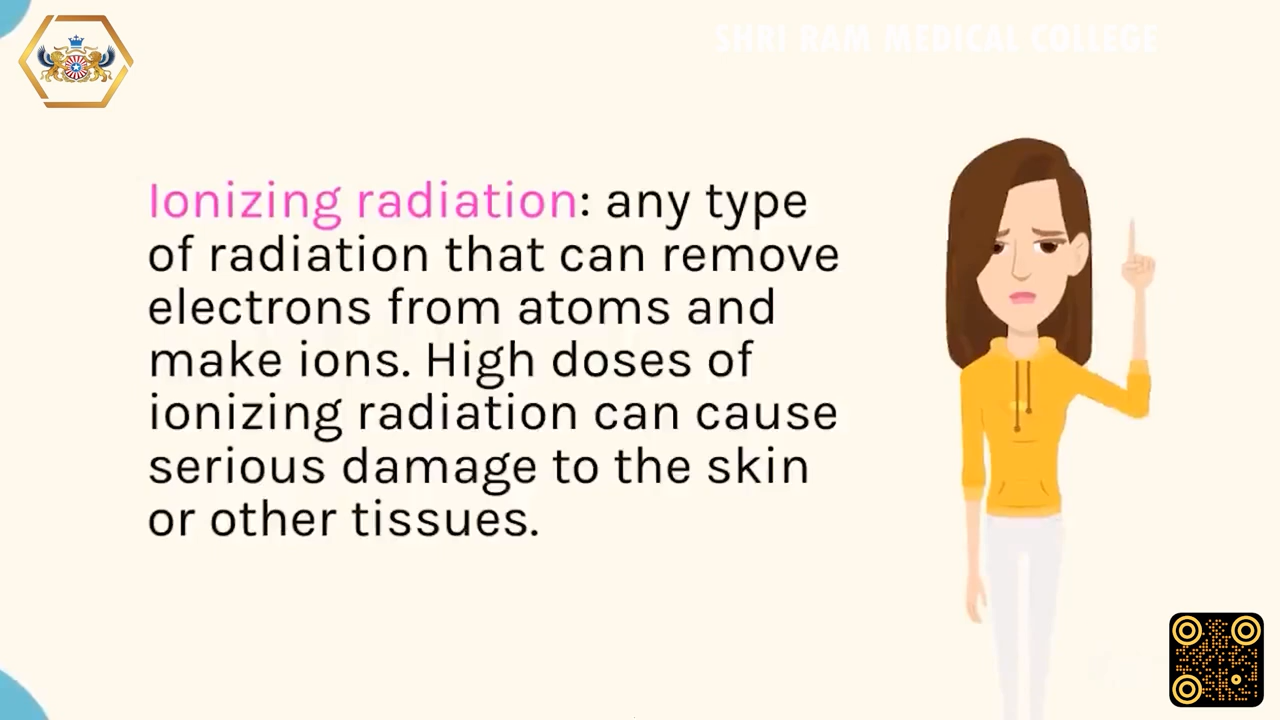 SHRI RAM MEDICAL COLLEGE
Ionizing radiation: any type
of radiation that can remove
electrons from atoms and
make ions. High doses of
ionizing radiation can cause
serious damage to the skin
or other tissues.